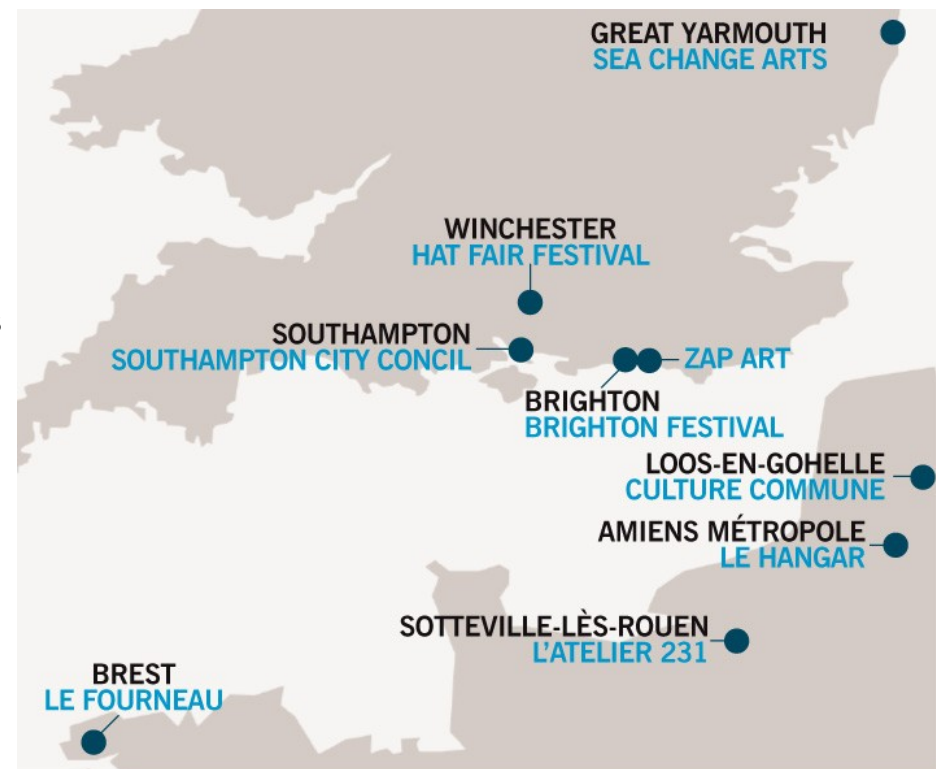 GREAT YARMOUTH
SEA CHANGE ARTS
WINCHESTER
HAT FAIR FESTIVAL
SOUTHAMPTON
SOUTHAMPTON CITY CONCIL
ZAP ART
BRIGHTON
BRIGHTON FESTIVAL
LOOS-EN-GOHELLE
CULTURE COMMUNE
AMIENS MÉTROPOLE
LE HANGAR
SOTTEVILLE-LÈS-ROUEN
L'ATELIER 231
BREST
LE FOURNEAU